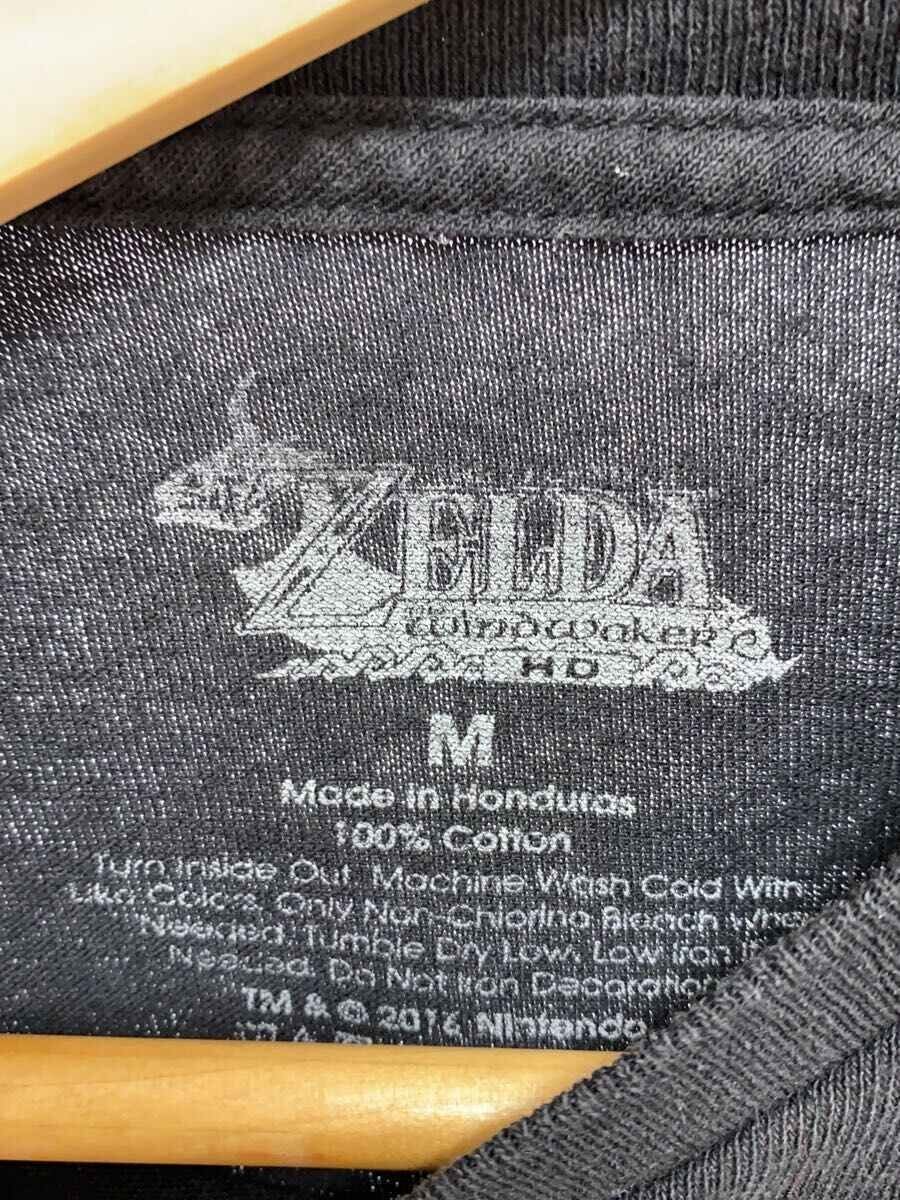 ZELDA
Wind Waker
HD
M
Made in Honduras
100% Cotton
Turn Inside Out. Machine Wash Cold With
Like Colors. Only Non-Chlorine Bleach When
Needed. Tumble Dry Low. Low Iron If
Needed. Do Not Iron Decoration.
TM & © 2016 Nintendo